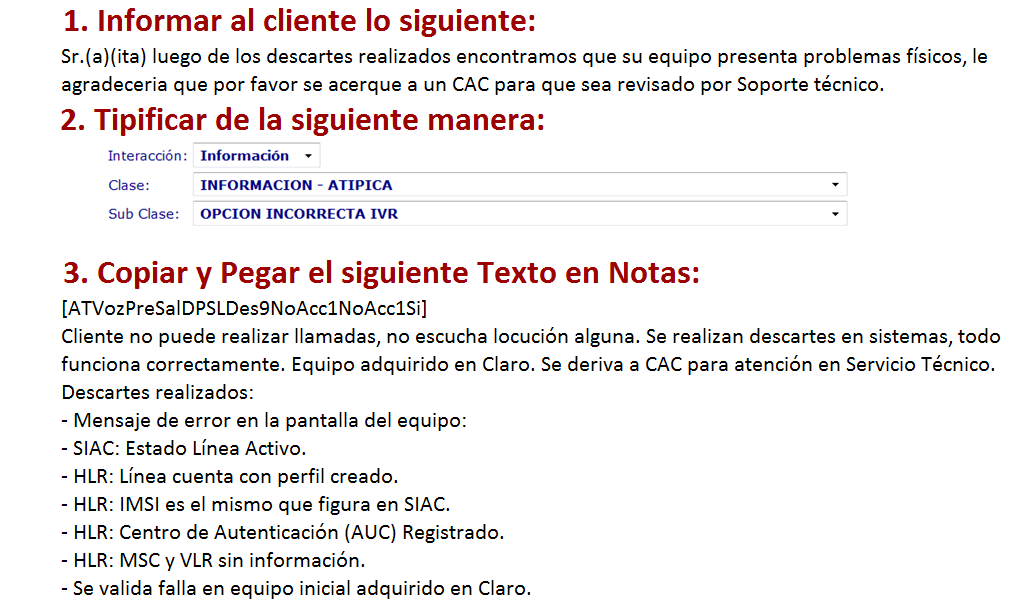 1. Informar al cliente lo siguiente:
Sr.(a)(ita) luego de los descartes realizados encontramos que su equipo presenta problemas físicos, le
agradeceria que por favor se acerque a un CAC para que sea revisado por Soporte técnico.
2. Tipificar de la siguiente manera:
Interacción: Información
Clase: INFORMACION - ATIPICA
Sub Clase: OPCION INCORRECTA IVR
3. Copiar y Pegar el siguiente Texto en Notas:
[ATVozPreSalDPSLDes9NoAcc1NoAcc1Si]
Cliente no puede realizar llamadas, no escucha locución alguna. Se realizan descartes en sistemas, todo
funciona correctamente. Equipo adquirido en Claro. Se deriva a CAC para atención en Servicio Técnico.
Descartes realizados:
- Mensaje de error en la pantalla del equipo:
- SIAC: Estado Línea Activo.
- HLR: Línea cuenta con perfil creado.
- HLR: IMSI es el mismo que figura en SIAC.
- HLR: Centro de Autenticación (AUC) Registrado.
- HLR: MSC y VLR sin información.
- Se valida falla en equipo inicial adquirido en Claro.